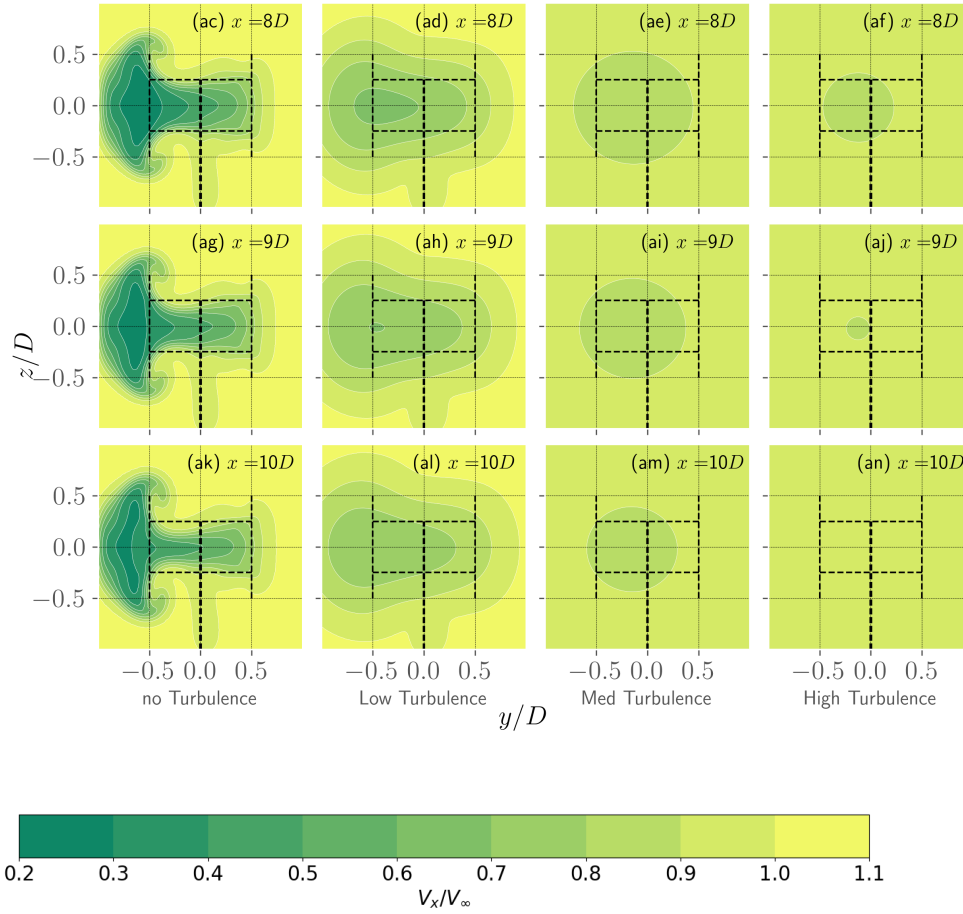 (ac) x =8D (ad) x =8D (ae) x =8D (af) x =8D
0.5
0.0
−0.5
(ag) x =9D (ah) x =9D (ai) x =9D (aj) x =9D
0.5
0.0
−0.5
z/D
(ak) x =10D (al) x =10D (am) x =10D (an) x =10D
0.5
0.0
−0.5
−0.5 0.0 0.5 −0.5 0.0 0.5 −0.5 0.0 0.5 −0.5 0.0 0.5
no Turbulence Low Turbulence Med Turbulence High Turbulence
y/D
0.2 0.3 0.4 0.5 0.6 0.7 0.8 0.9 1.0 1.1
Vₓ/V∞